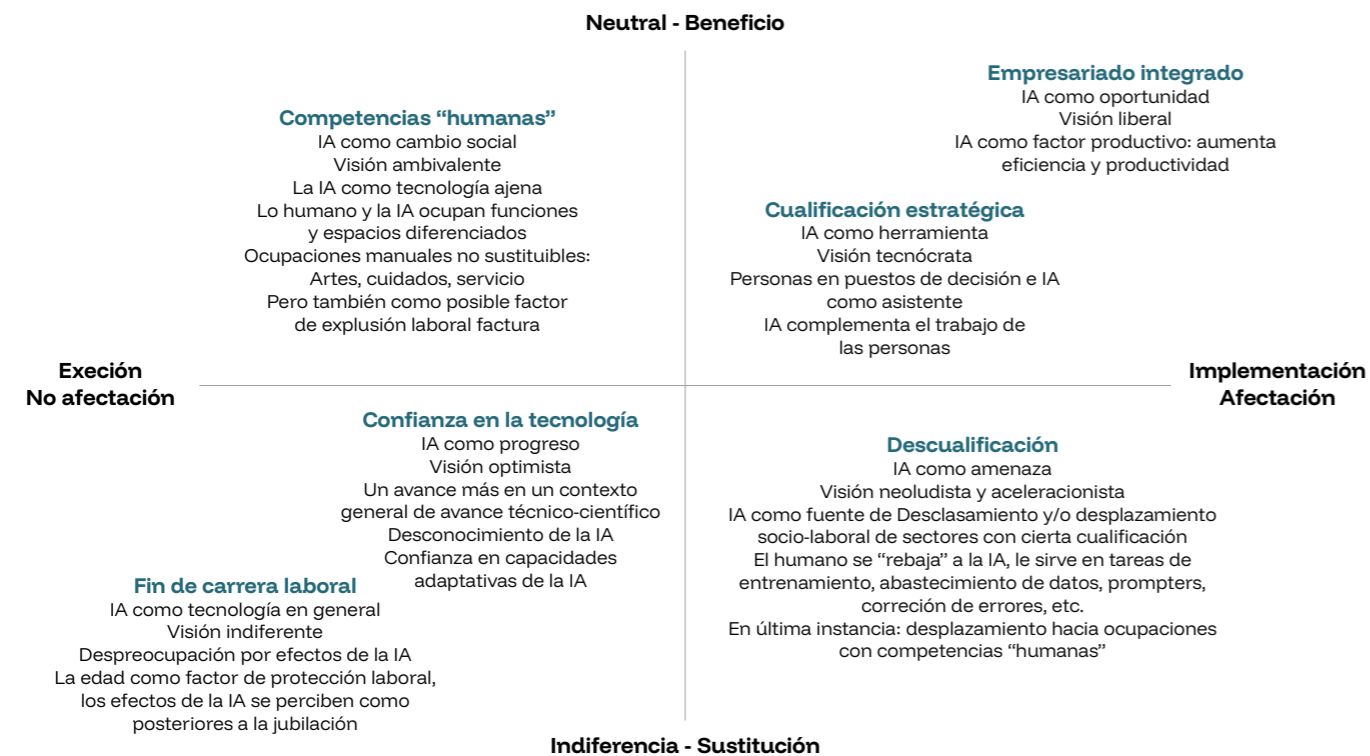 Neutral - Beneficio
Empresariado integrado
IA como oportunidad
Visión liberal
IA como factor productivo: aumenta
eficiencia y productividad
Competencias “humanas”
IA como cambio social
Visión ambivalente
La IA como tecnología ajena
Lo humano y la IA ocupan funciones
y espacios diferenciados
Ocupaciones manuales no sustituibles:
Artes, cuidados, servicio
Pero también como posible factor
de explusión laboral factura
Cualificación estratégica
IA como herramienta
Visión tecnócrata
Personas en puestos de decisión e IA
como asistente
IA complementa el trabajo de
las personas
Execión
No afectación
Implementación
Afectación
Confianza en la tecnología
IA como progreso
Visión optimista
Un avance más en un contexto
general de avance técnico-científico
Desconocimiento de la IA
Confianza en capacidades
adaptativas de la IA
Descualificación
IA como amenaza
Visión neoludista y aceleracionista
IA como fuente de Desclasamiento y/o desplazamiento
socio-laboral de sectores con cierta cualificación
El humano se “rebaja” a la IA, le sirve en tareas de
entrenamiento, abastecimiento de datos, prompters,
correción de errores, etc.
En última instancia: desplazamiento hacia ocupaciones
con competencias “humanas”
Fin de carrera laboral
IA como tecnología en general
Visión indiferente
Despreocupación por efectos de la IA
La edad como factor de protección laboral,
los efectos de la IA se perciben como
posteriores a la jubilación
Indiferencia - Sustitución